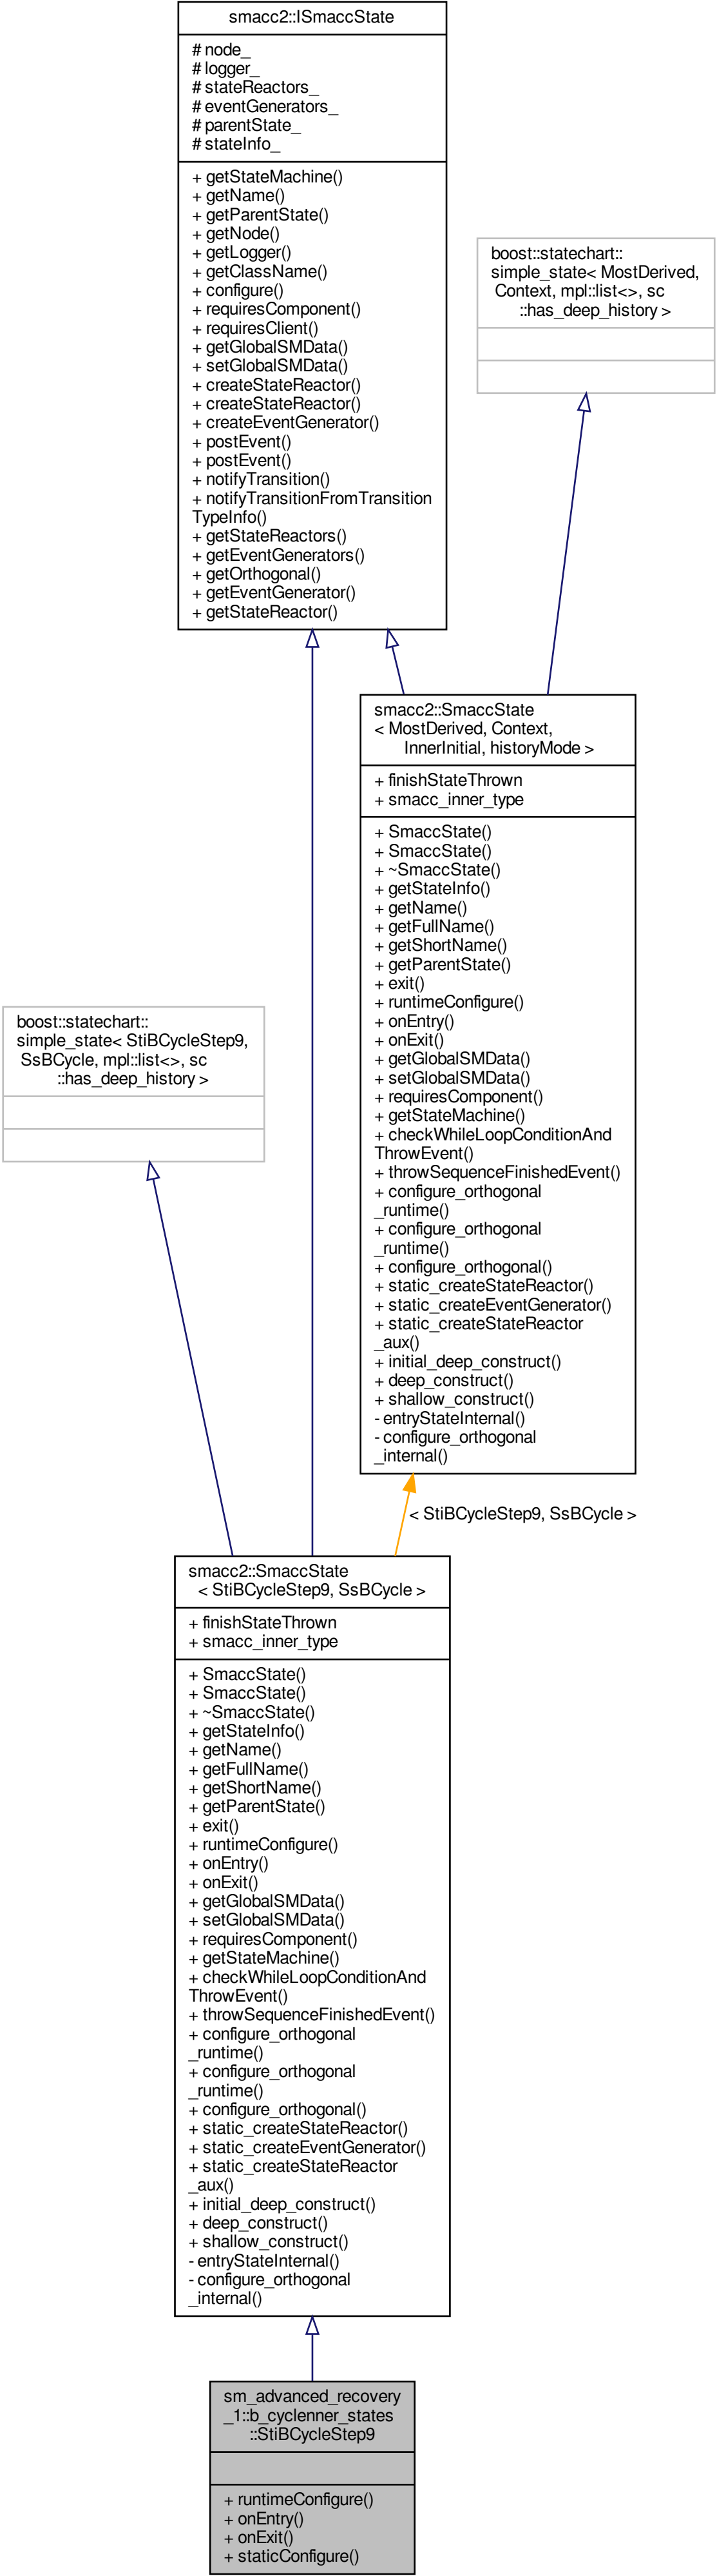 smacc2::ISmaccState
# node_
# logger_
# stateReactors_
# eventGenerators_
# parentState_
# stateInfo_
+ getStateMachine()
+ getName()
+ getParentState()
+ getNode()
+ getLogger()
+ getClassName()
+ configure()
+ requiresComponent()
+ requiresClient()
+ getGlobalSMData()
+ setGlobalSMData()
+ createStateReactor()
+ createStateReactor()
+ createEventGenerator()
+ postEvent()
+ postEvent()
+ notifyTransition()
+ notifyTransitionFromTransition
TypeInfo()
+ getStateReactors()
+ getEventGenerators()
+ getOrthogonal()
+ getEventGenerator()
+ getStateReactor()
boost::statechart::
simple_state< MostDerived,
Context, mpl::list<>, sc
::has_deep_history >
smacc2::SmaccState
< MostDerived, Context,
InnerInitial, historyMode >
+ finishStateThrown
+ smacc_inner_type
+ SmaccState()
+ SmaccState()
+ ~SmaccState()
+ getStateInfo()
+ getName()
+ getFullName()
+ getShortName()
+ getParentState()
+ exit()
+ runtimeConfigure()
+ onEntry()
+ onExit()
+ getGlobalSMData()
+ setGlobalSMData()
+ requiresComponent()
+ getStateMachine()
+ checkWhileLoopConditionAnd
ThrowEvent()
+ throwSequenceFinishedEvent()
+ configure_orthogonal
_runtime()
+ configure_orthogonal
_runtime()
+ configure_orthogonal()
+ static_createStateReactor()
+ static_createEventGenerator()
+ static_createStateReactor
_aux()
+ initial_deep_construct()
+ deep_construct()
+ shallow_construct()
- entryStateInternal()
- configure_orthogonal
_internal()
boost::statechart::
simple_state< StiBCycleStep9,
SsBCycle, mpl::list<>, sc
::has_deep_history >
< StiBCycleStep9, SsBCycle >
smacc2::SmaccState
< StiBCycleStep9, SsBCycle >
+ finishStateThrown
+ smacc_inner_type
+ SmaccState()
+ SmaccState()
+ ~SmaccState()
+ getStateInfo()
+ getName()
+ getFullName()
+ getShortName()
+ getParentState()
+ exit()
+ runtimeConfigure()
+ onEntry()
+ onExit()
+ getGlobalSMData()
+ setGlobalSMData()
+ requiresComponent()
+ getStateMachine()
+ checkWhileLoopConditionAnd
ThrowEvent()
+ throwSequenceFinishedEvent()
+ configure_orthogonal
_runtime()
+ configure_orthogonal
_runtime()
+ configure_orthogonal()
+ static_createStateReactor()
+ static_createEventGenerator()
+ static_createStateReactor
_aux()
+ initial_deep_construct()
+ deep_construct()
+ shallow_construct()
- entryStateInternal()
- configure_orthogonal
_internal()
sm_advanced_recovery
_1::b_cyclenner_states
::StiBCycleStep9
+ runtimeConfigure()
+ onEntry()
+ onExit()
+ staticConfigure()